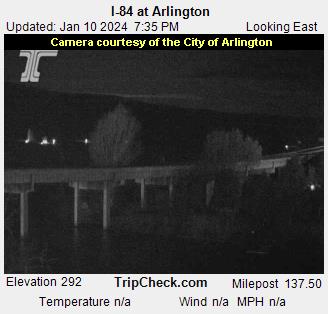 I-84 at Arlington
Updated: Jan 10 2024 7:35 PM Looking East
Camera courtesy of the City of Arlington
Elevation 292 TripCheck.com Milepost 137.50
Temperature n/a Wind n/a MPH n/a